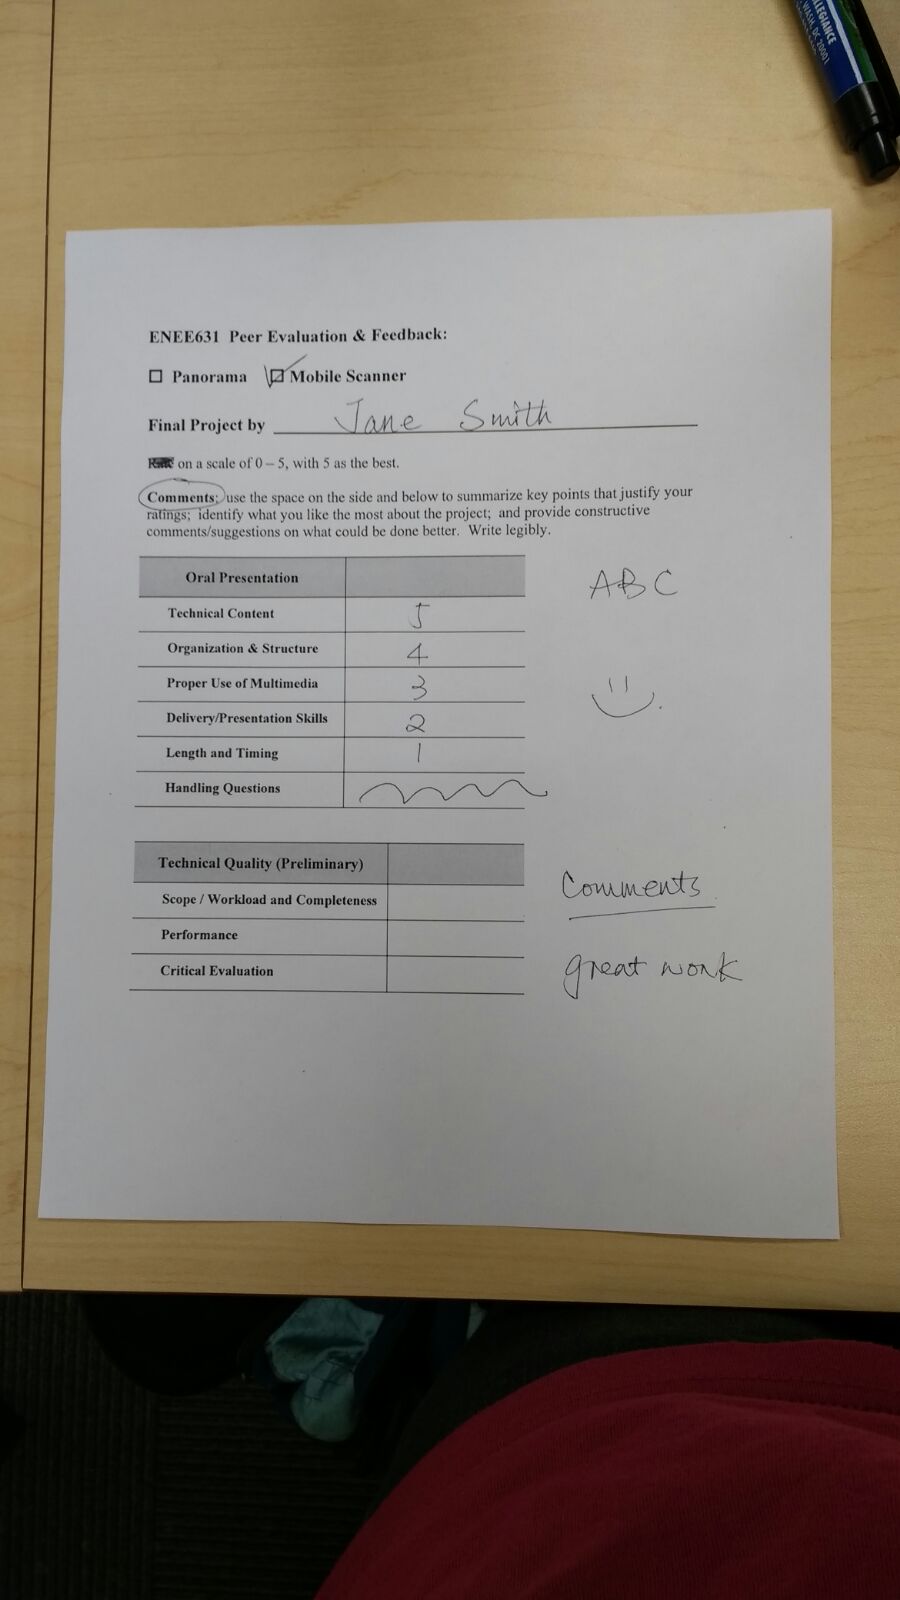 KLEGIANCE
WASH, DC 20001
ENEE631 Peer Evaluation & Feedback:
Panorama Mobile Scanner
Final Project by Jane Smith
on a scale of 0 – 5, with 5 as the best.
Comments: use the space on the side and below to summarize key points that justify your
ratings; identify what you like the most about the project; and provide constructive
comments/suggestions on what could be done better. Write legibly.
Oral Presentation
ABC
Technical Content 5
Organization & Structure 4
Proper Use of Multimedia 3
Delivery/Presentation Skills 2
Length and Timing 1
Handling Questions
Technical Quality (Preliminary)
Comments
Scope / Workload and Completeness
Performance
Critical Evaluation
great work